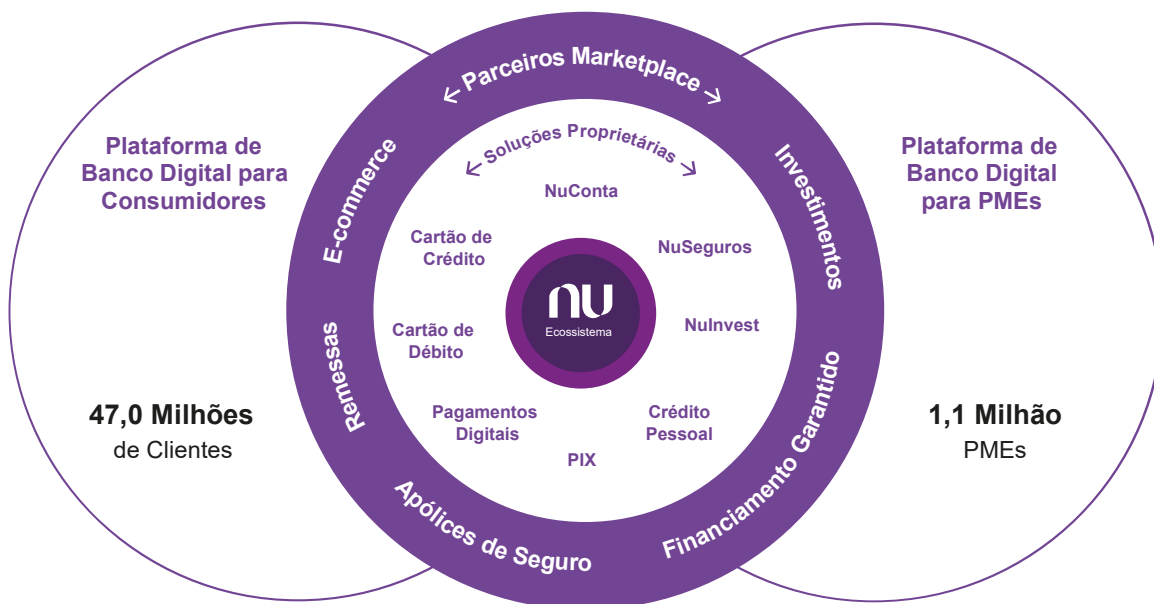 ← Parceiros Marketplace →
← Soluções Proprietárias →
Plataforma de
Banco Digital para
Consumidores
47,0 Milhões
de Clientes
E-commerce
Remessas
Apólices de Seguro
Financiamento Garantido
Investimentos
NuConta
Cartão de
Crédito
NuSeguros
nu
Ecossistema
Cartão de
Débito
NuInvest
Pagamentos
Digitais
Crédito
Pessoal
PIX
Plataforma de
Banco Digital
para PMEs
1,1 Milhão
PMEs